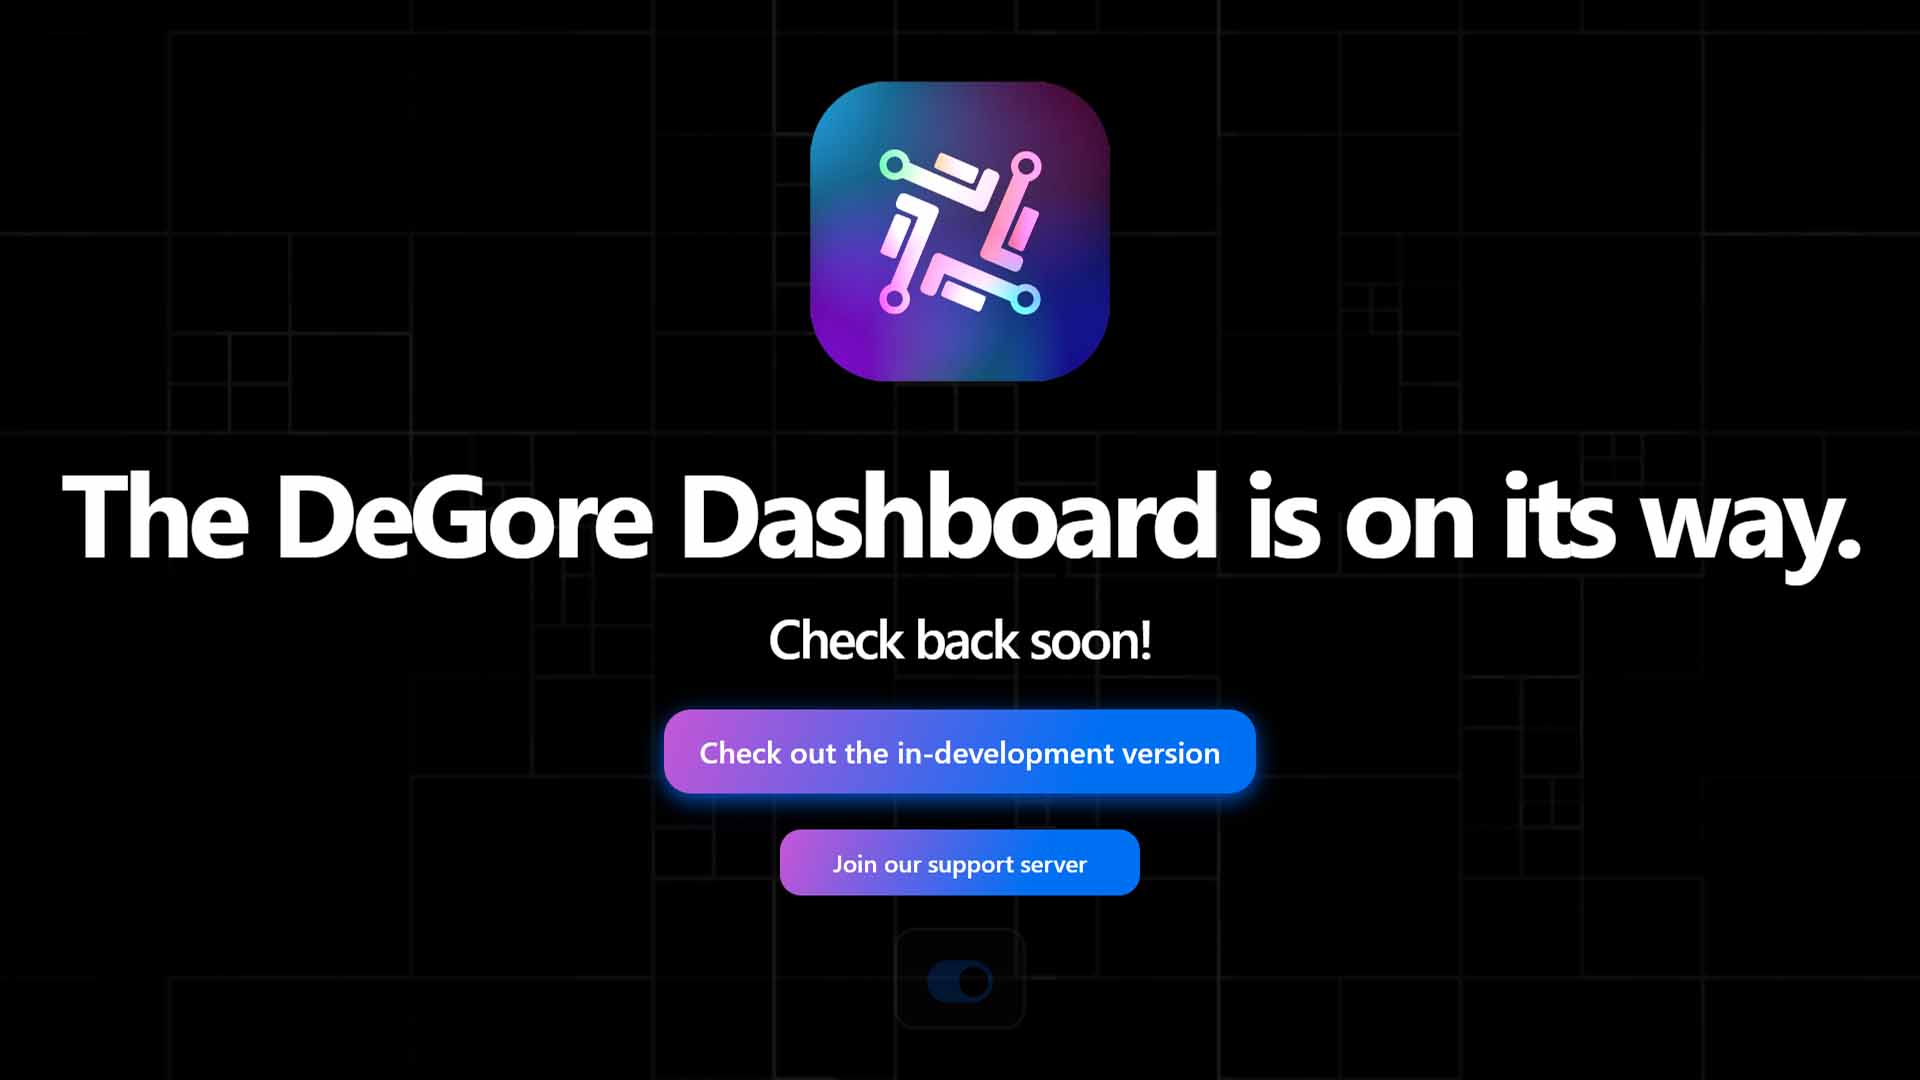 The DeGore Dashboard is on its way.
Check back soon!
Check out the in-development version
Join our support server